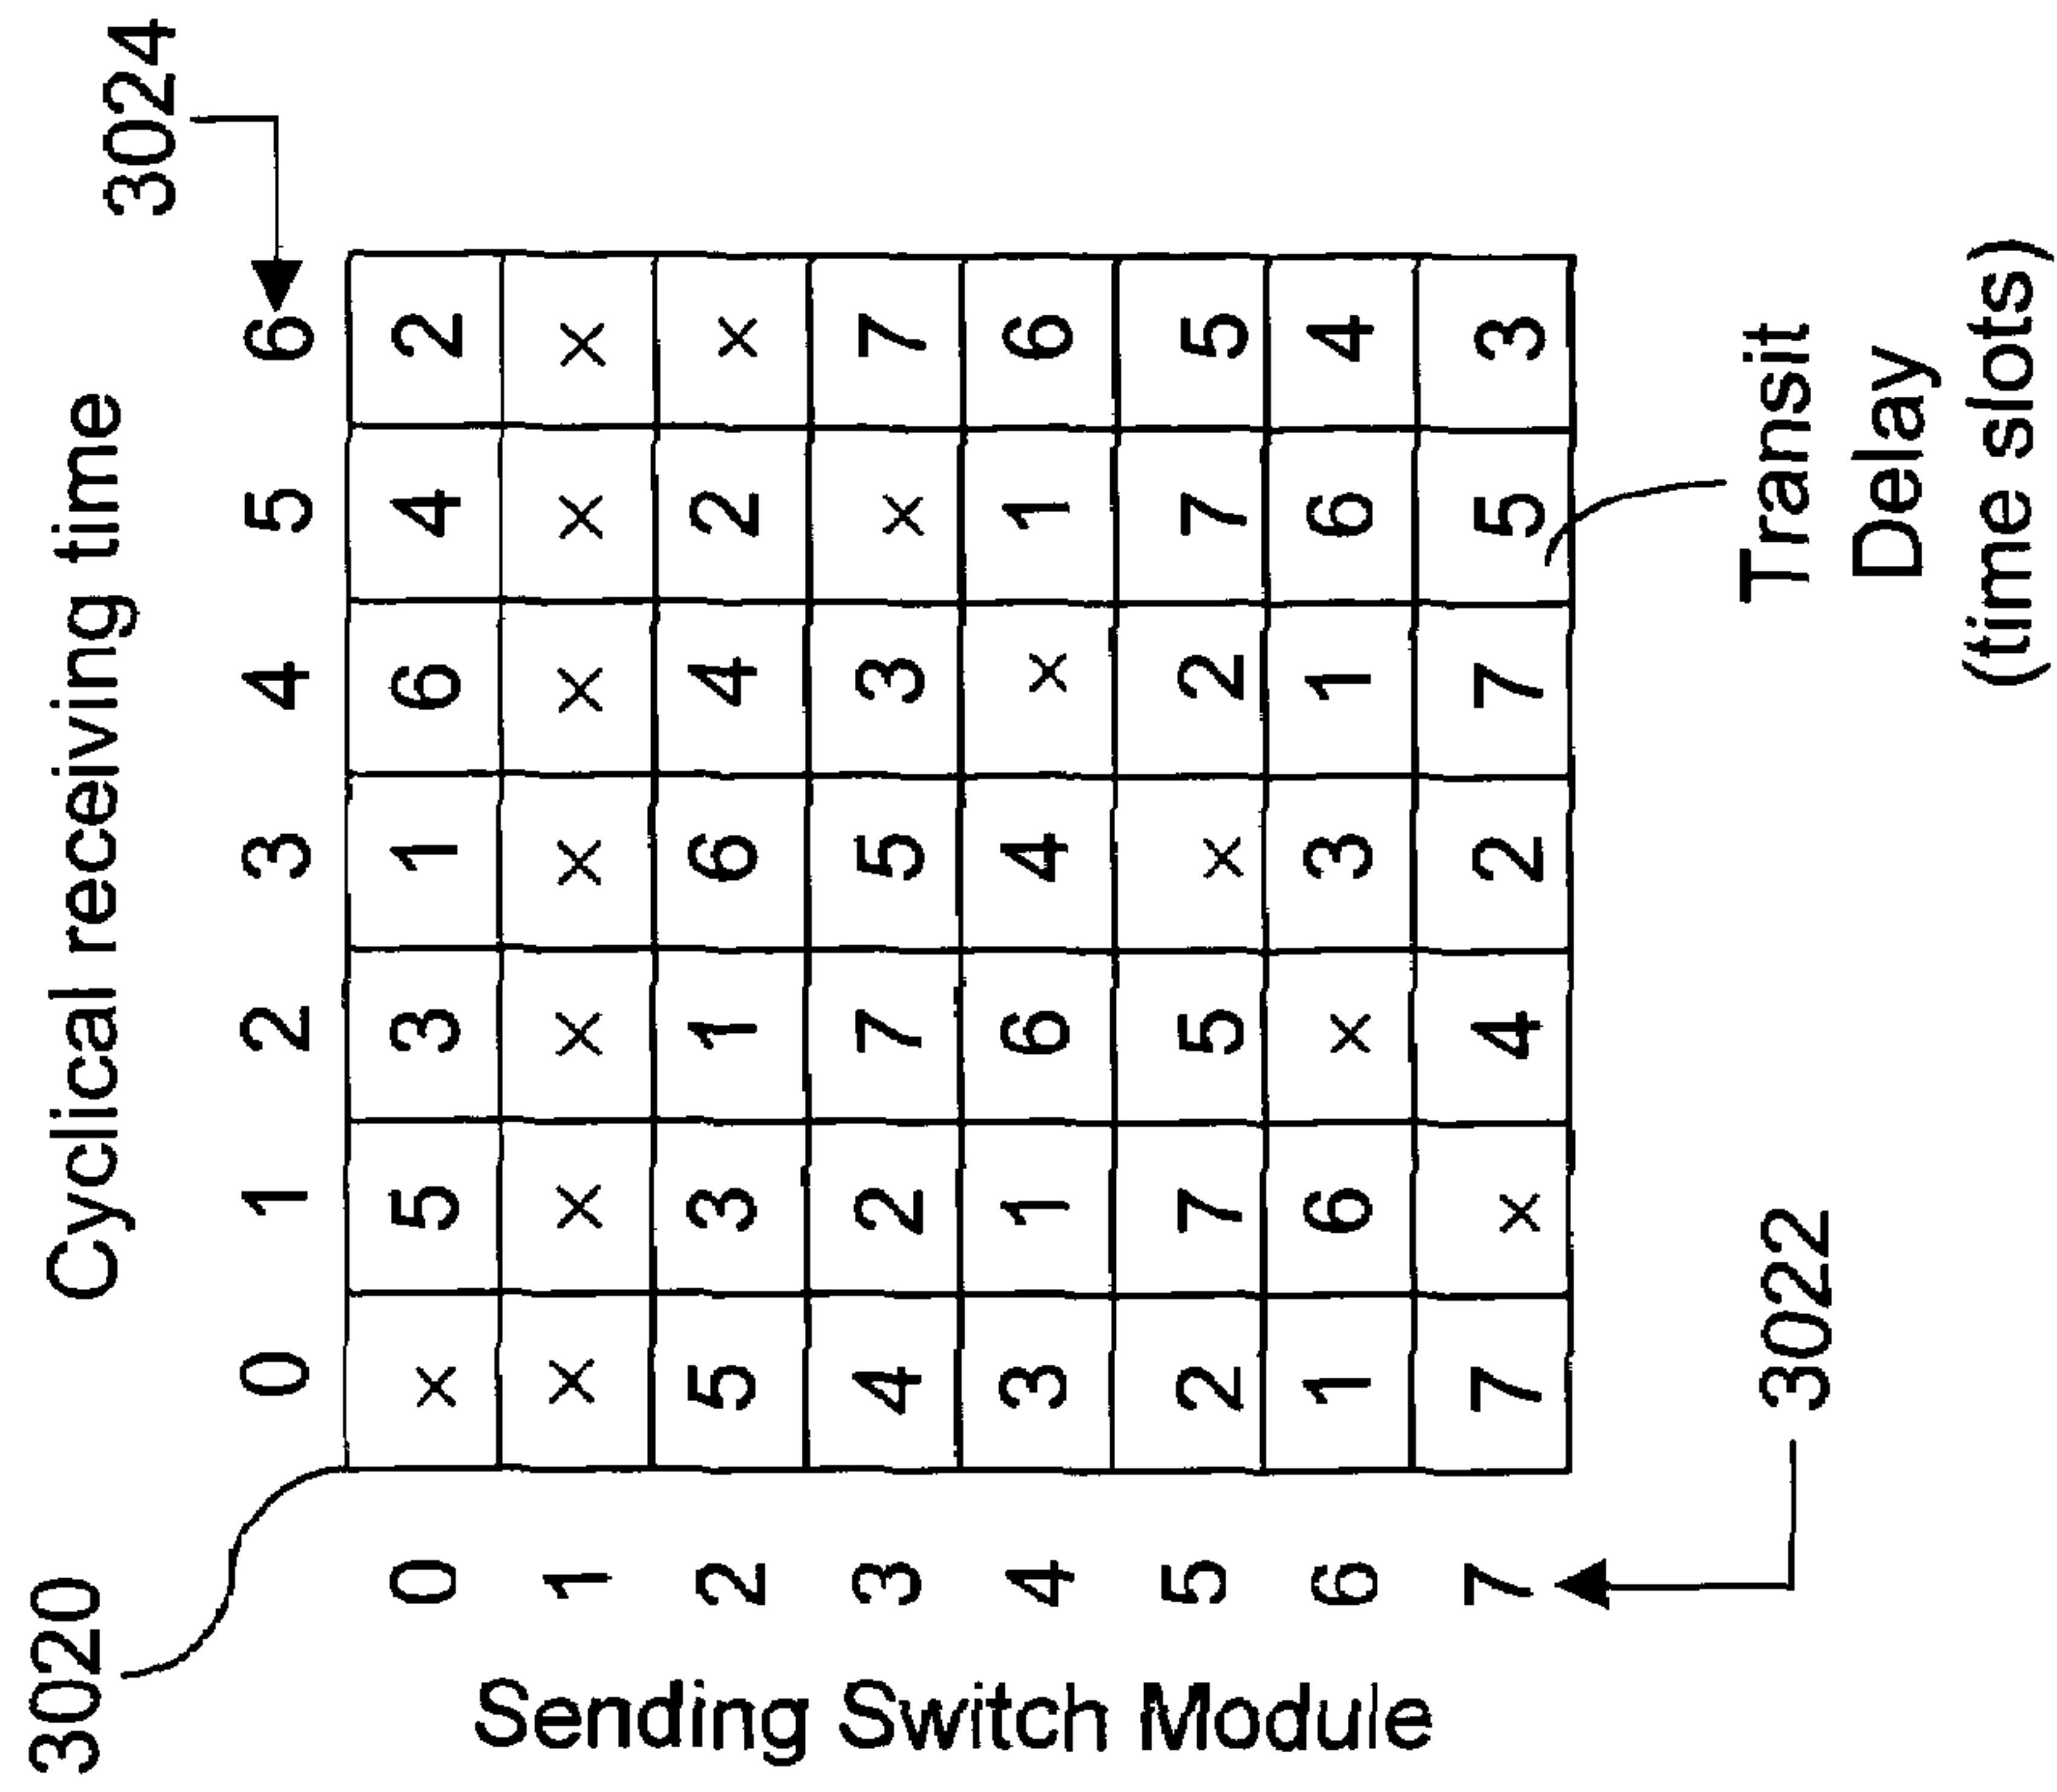 3020
Cyclical receiving time
3024
0 1 2 3 4 5 6
Sending Switch Module
0 × 5 3 1 6 4 2
1 × × × × × × ×
2 5 3 1 6 4 2 ×
3 4 2 7 5 3 × 7
4 3 1 6 4 × 1 6
5 2 7 5 × 2 7 5
6 1 6 × 3 1 6 4
7 7 × 4 2 7 5 3
3022
Transit
Delay
(time slots)